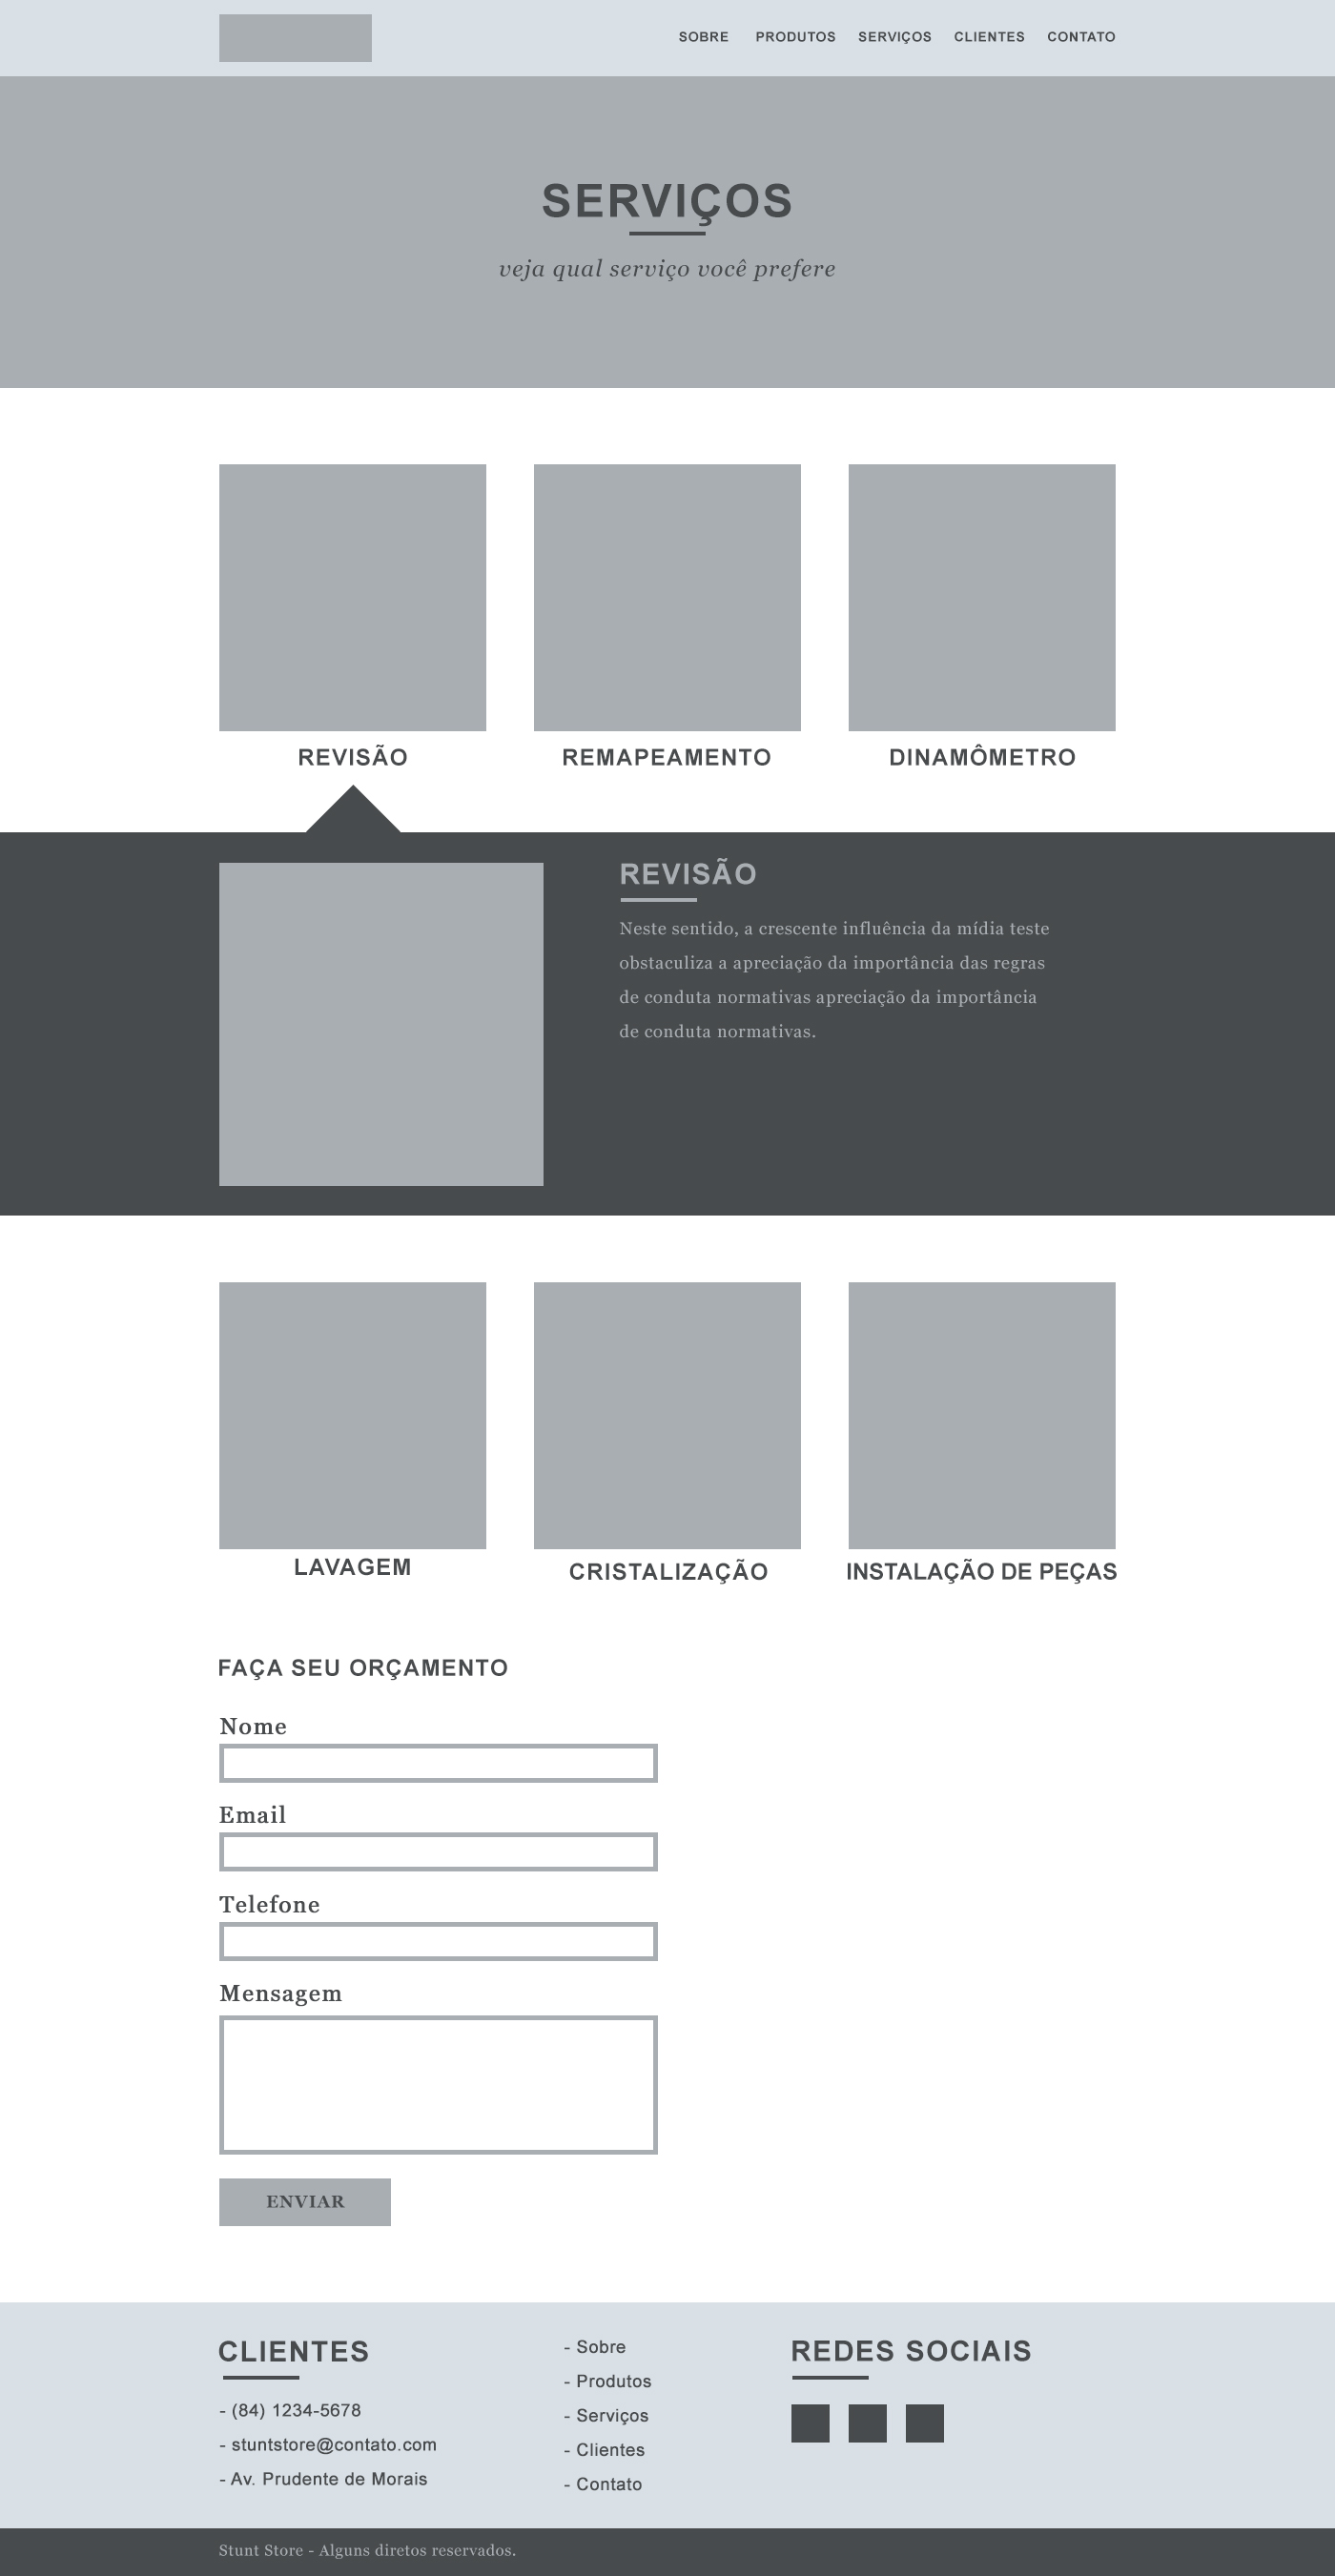 SOBRE PRODUTOS SERVIÇOS CLIENTES CONTATO
SERVIÇOS
veja qual serviço você prefere
REVISÃO
REMAPEAMENTO
DINAMÔMETRO
REVISÃO
Neste sentido, a crescente influência da mídia teste
obstaculiza a apreciação da importância das regras
de conduta normativas apreciação da importância
de conduta normativas.
LAVAGEM
CRISTALIZAÇÃO
INSTALAÇÃO DE PEÇAS
FAÇA SEU ORÇAMENTO
Nome
Email
Telefone
Mensagem
ENVIAR
CLIENTES
- (84) 1234-5678
- stuntstore@contato.com
- Av. Prudente de Morais
- Sobre
- Produtos
- Serviços
- Clientes
- Contato
REDES SOCIAIS
Stunt Store - Alguns diretos reservados.